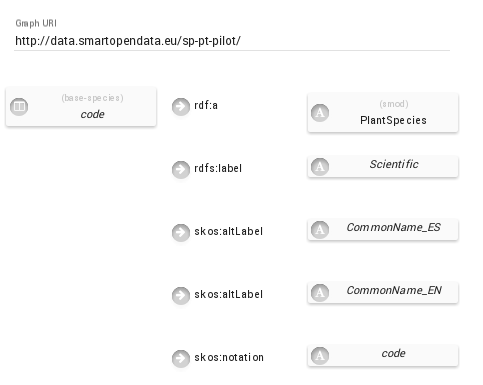 Graph URI
http://data.smartopendata.eu/sp-pt-pilot/
(base-species)
code
rdf:a
(smod)
PlantSpecies
rdfs:label
Scientific
skos:altLabel
CommonName_ES
skos:altLabel
CommonName_EN
skos:notation
code